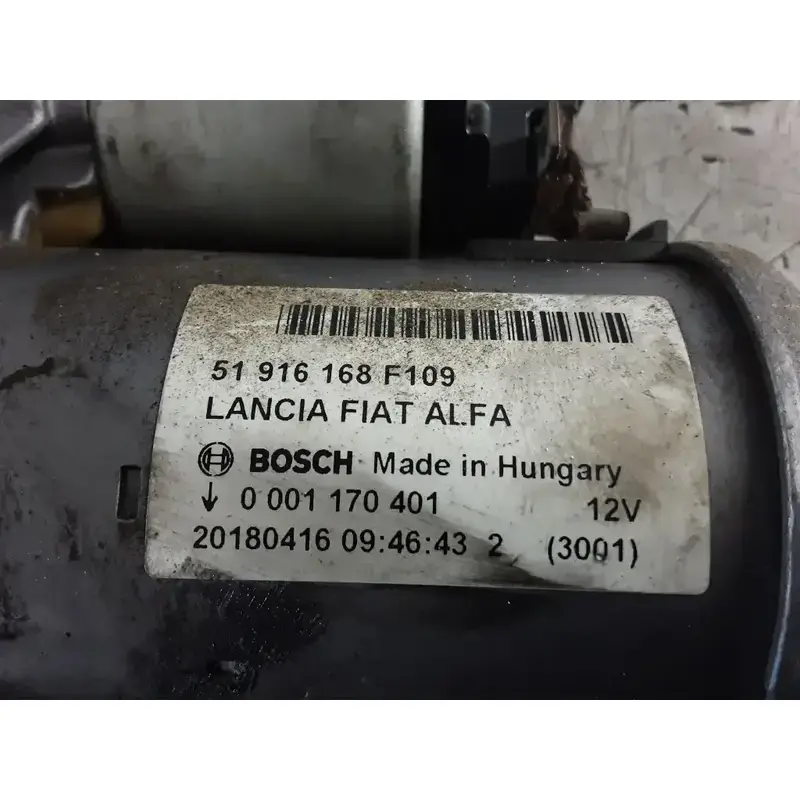 51 916 168 F109
LANCIA FIAT ALFA
BOSCH Made in Hungary
↓ 0 001 170 401 12V
20180416 09:46:43 2 (3001)